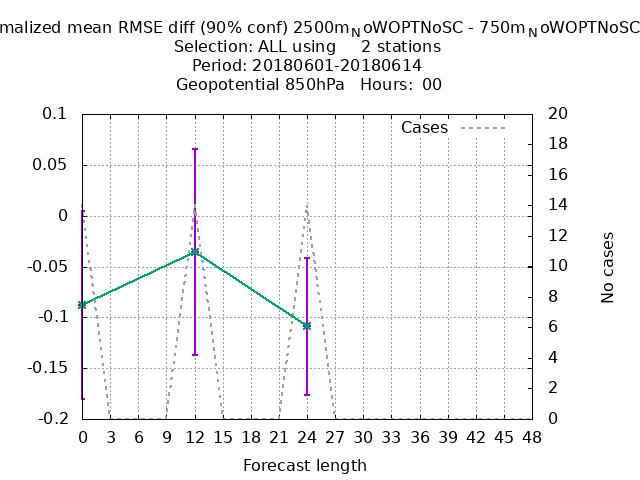 malized mean RMSE diff (90% conf) 2500mNoWOPTNoSC - 750mNoWOPTNoSC
Selection: ALL using 2 stations
Period: 20180601-20180614
Geopotential 850hPa Hours: 00
Cases
0.1
0.05
0
-0.05
-0.1
-0.15
-0.2
20
18
16
14
12
10
8
6
4
2
0
No cases
0 3 6 9 12 15 18 21 24 27 30 33 36 39 42 45 48
Forecast length